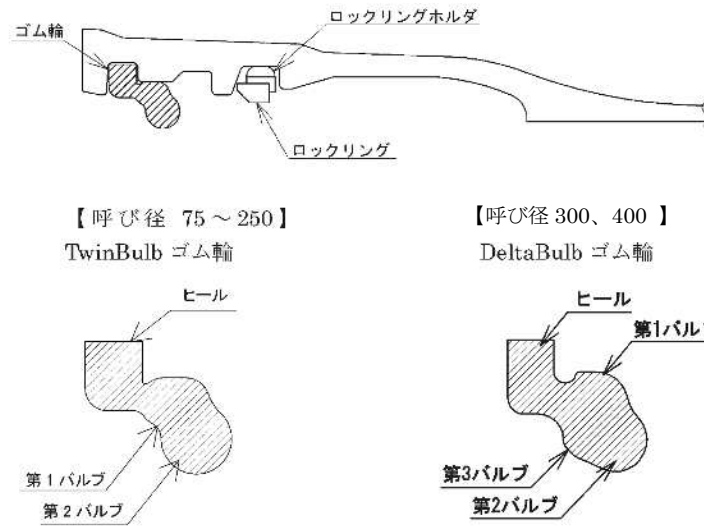 ゴム輪
ロックリングホルダ
ロックリング
【呼び径 75～250】
TwinBulb ゴム輪
ヒール
第1バルブ
第2バルブ
【呼び径 300、400 】
DeltaBulb ゴム輪
ヒール
第1バルブ
第3バルブ
第2バルブ